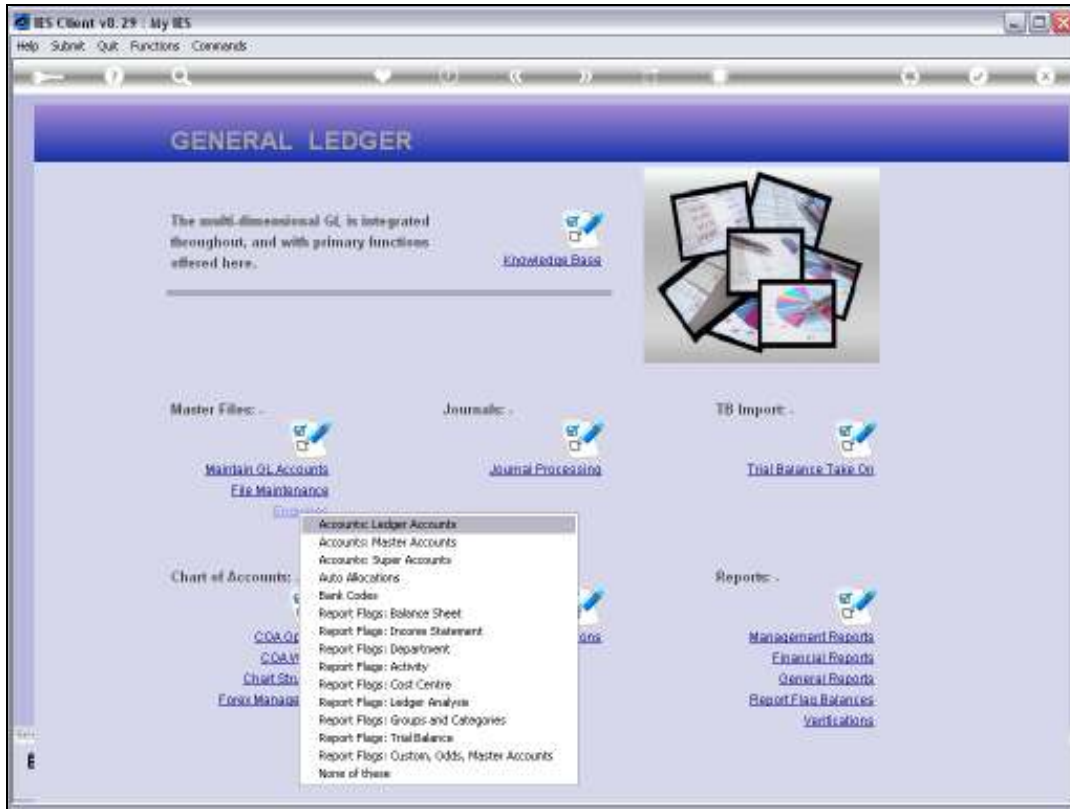 IES Client v8.29 : My IES
Help Submit Quit Functions Commands
GENERAL LEDGER
The multi-dimensional GL is integrated
throughout, and with primary functions
offered here.
Knowledge Base
Master Files: .
Journals: .
TB Import: .
Maintain GL Accounts
Journal Processing
Trial Balance Take On
File Maintenance
Accounts: Ledger Accounts
Accounts: Master Accounts
Accounts: Super Accounts
Auto Allocations
Bank Codes
Report Flags: Balance Sheet
Report Flags: Income Statement
Report Flags: Department
Report Flags: Activity
Report Flags: Cost Centre
Report Flags: Ledger Analysis
Report Flags: Groups and Categories
Report Flags: Trial Balance
Report Flags: Custom, Odds, Master Accounts
None of these
Chart of Accounts:
Reports: .
COA
COA
Chart
Forex
Management Reports
Financial Reports
General Reports
Report Flag Balances
Verifications